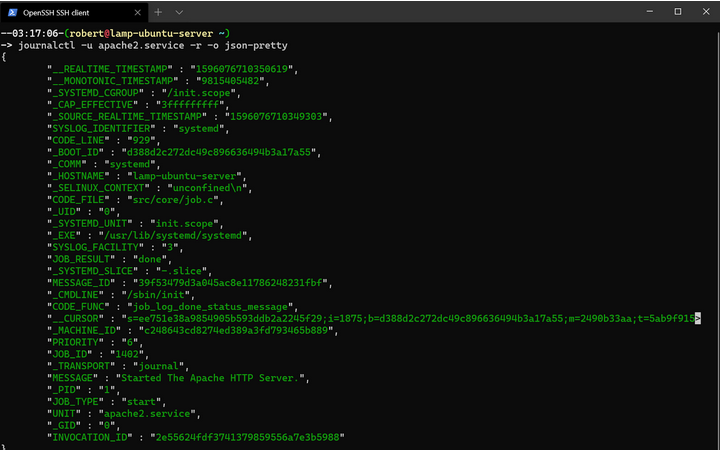 OpenSSH SSH client
--03:17:06-(robert@lamp-ubuntu-server ~)
-> journalctl -u apache2.service -r -o json-pretty
{
"__REALTIME_TIMESTAMP" : "1596076710350619",
"__MONOTONIC_TIMESTAMP" : "9815405482",
"_SYSTEMD_CGROUP" : "/init.scope",
"_CAP_EFFECTIVE" : "3fffffffff",
"_SOURCE_REALTIME_TIMESTAMP" : "1596076710349303",
"SYSLOG_IDENTIFIER" : "systemd",
"CODE_LINE" : "929",
"_BOOT_ID" : "d388d2c272dc49c896636494b3a17a55",
"_COMM" : "systemd",
"_HOSTNAME" : "lamp-ubuntu-server",
"_SELINUX_CONTEXT" : "unconfined\n",
"CODE_FILE" : "src/core/job.c",
"_UID" : "0",
"_SYSTEMD_UNIT" : "init.scope",
"_EXE" : "/usr/lib/systemd/systemd",
"SYSLOG_FACILITY" : "3",
"JOB_RESULT" : "done",
"_SYSTEMD_SLICE" : "-.slice",
"MESSAGE_ID" : "39f53479d3a045ac8e11786248231fbf",
"_CMDLINE" : "/sbin/init",
"CODE_FUNC" : "job_log_done_status_message",
"__CURSOR" : "s=ee751e38a9854905b593ddb2a2245f29;i=1875;b=d388d2c272dc49c896636494b3a17a55;m=2490b33aa;t=5ab9f915>
"_MACHINE_ID" : "c248643cd8274ed389a3fd793465b889",
"PRIORITY" : "6",
"JOB_ID" : "1402",
"_TRANSPORT" : "journal",
"MESSAGE" : "Started The Apache HTTP Server.",
"_PID" : "1",
"JOB_TYPE" : "start",
"UNIT" : "apache2.service",
"_GID" : "0",
"INVOCATION_ID" : "2e55624fdf3741379859556a7e3b5988"
}